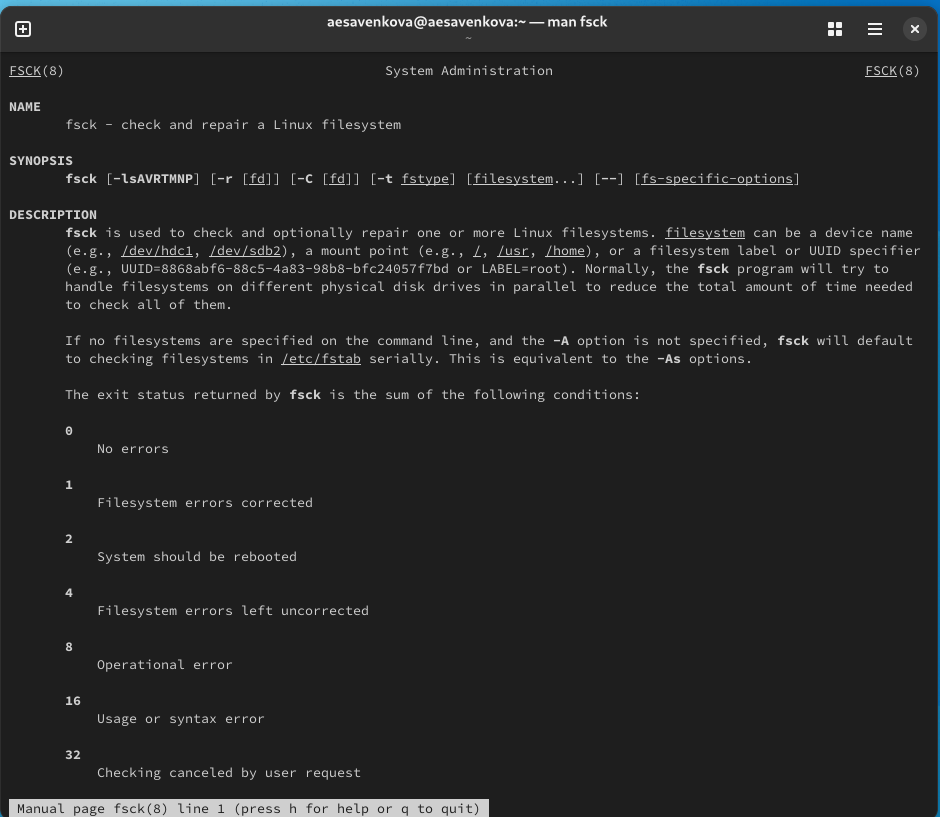 aesavenkova@aesavenkova:~ — man fsck
~
FSCK(8) System Administration FSCK(8)
NAME
fsck - check and repair a Linux filesystem
SYNOPSIS
fsck [-lsAVRTMNP] [-r [fd]] [-C [fd]] [-t fstype] [filesystem...] [--] [fs-specific-options]
DESCRIPTION
fsck is used to check and optionally repair one or more Linux filesystems. filesystem can be a device name
(e.g., /dev/hdc1, /dev/sdb2), a mount point (e.g., /, /usr, /home), or a filesystem label or UUID specifier
(e.g., UUID=8868abf6-88c5-4a83-98b8-bfc24057f7bd or LABEL=root). Normally, the fsck program will try to
handle filesystems on different physical disk drives in parallel to reduce the total amount of time needed
to check all of them.
If no filesystems are specified on the command line, and the -A option is not specified, fsck will default
to checking filesystems in /etc/fstab serially. This is equivalent to the -As options.
The exit status returned by fsck is the sum of the following conditions:
0
No errors
1
Filesystem errors corrected
2
System should be rebooted
4
Filesystem errors left uncorrected
8
Operational error
16
Usage or syntax error
32
Checking canceled by user request
Manual page fsck(8) line 1 (press h for help or q to quit)